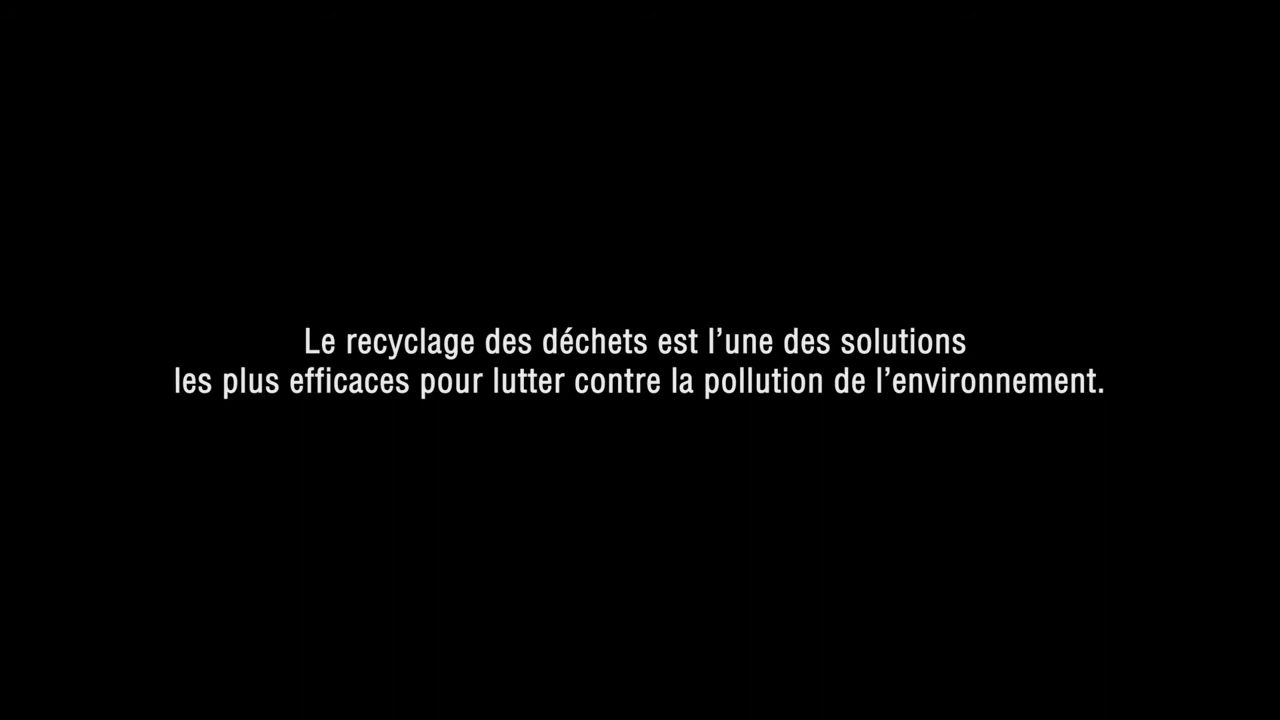 Le recyclage des déchets est l’une des solutions
les plus efficaces pour lutter contre la pollution de l’environnement.